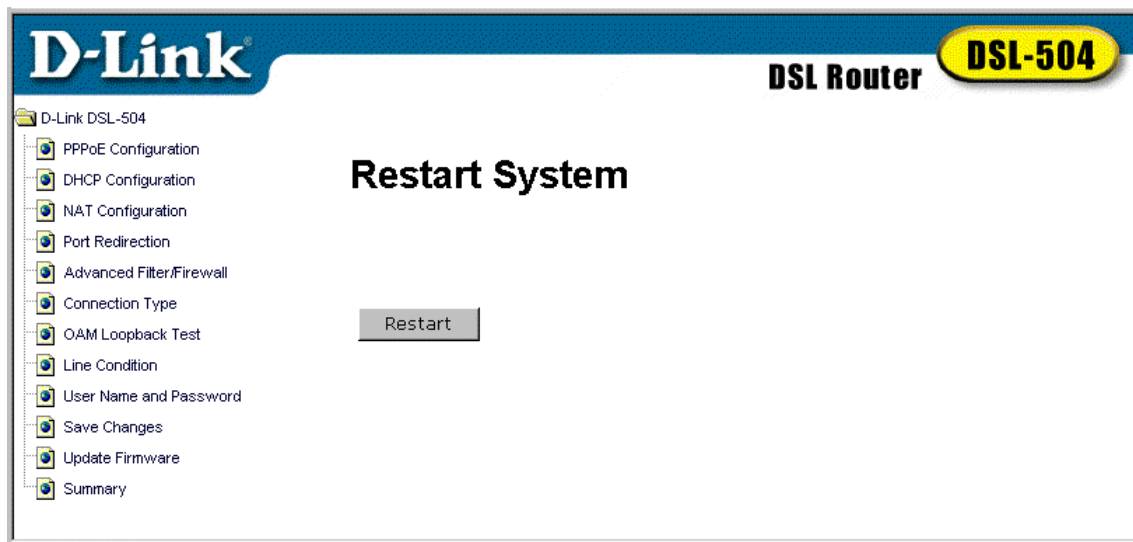 D-Link
DSL Router
DSL-504
D-Link DSL-504
PPPoE Configuration
DHCP Configuration
NAT Configuration
Port Redirection
Advanced Filter/Firewall
Connection Type
OAM Loopback Test
Line Condition
User Name and Password
Save Changes
Update Firmware
Summary
Restart System
Restart